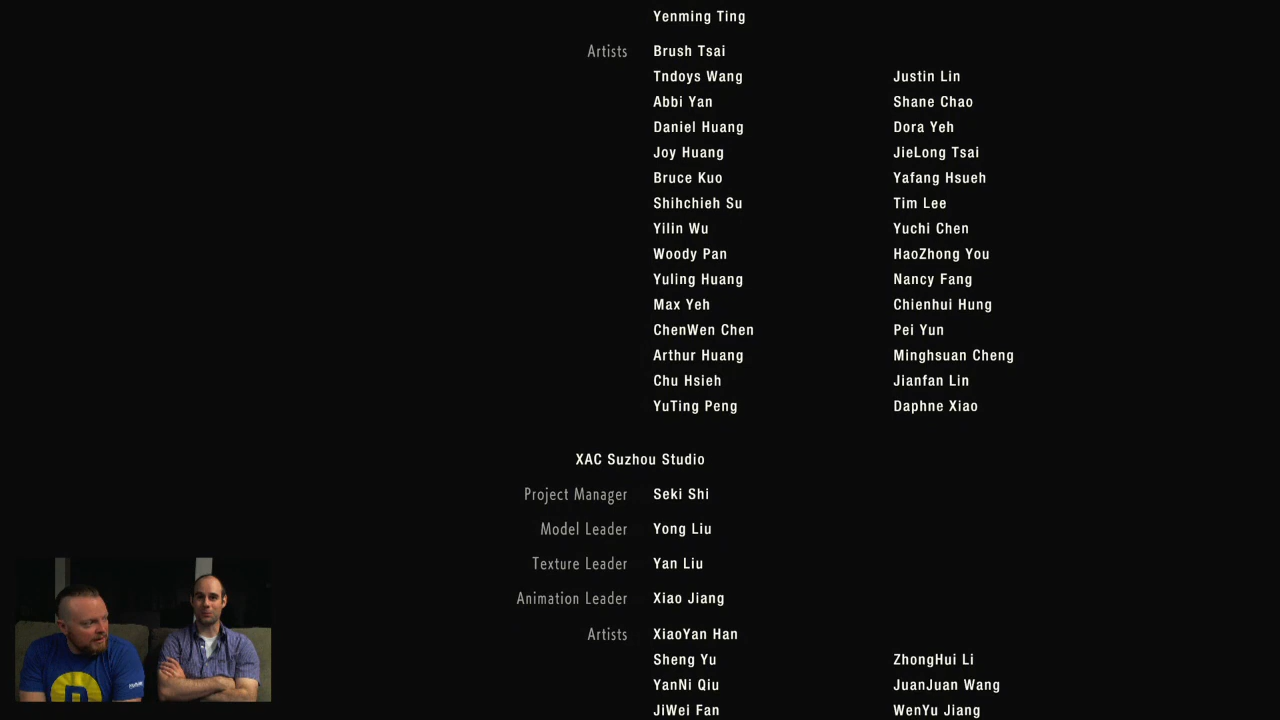 Yenming Ting
Artists Brush Tsai
Tndoys Wang Justin Lin
Abbi Yan Shane Chao
Daniel Huang Dora Yeh
Joy Huang JieLong Tsai
Bruce Kuo Yafang Hsueh
Shihchieh Su Tim Lee
Yilin Wu Yuchi Chen
Woody Pan HaoZhong You
Yuling Huang Nancy Fang
Max Yeh Chienhui Hung
ChenWen Chen Pei Yun
Arthur Huang Minghsuan Cheng
Chu Hsieh Jianfan Lin
YuTing Peng Daphne Xiao
XAC Suzhou Studio
Project Manager Seki Shi
Model Leader Yong Liu
Texture Leader Yan Liu
Animation Leader Xiao Jiang
Artists XiaoYan Han
Sheng Yu ZhongHui Li
YanNi Qiu JuanJuan Wang
JiWei Fan WenYu Jiang